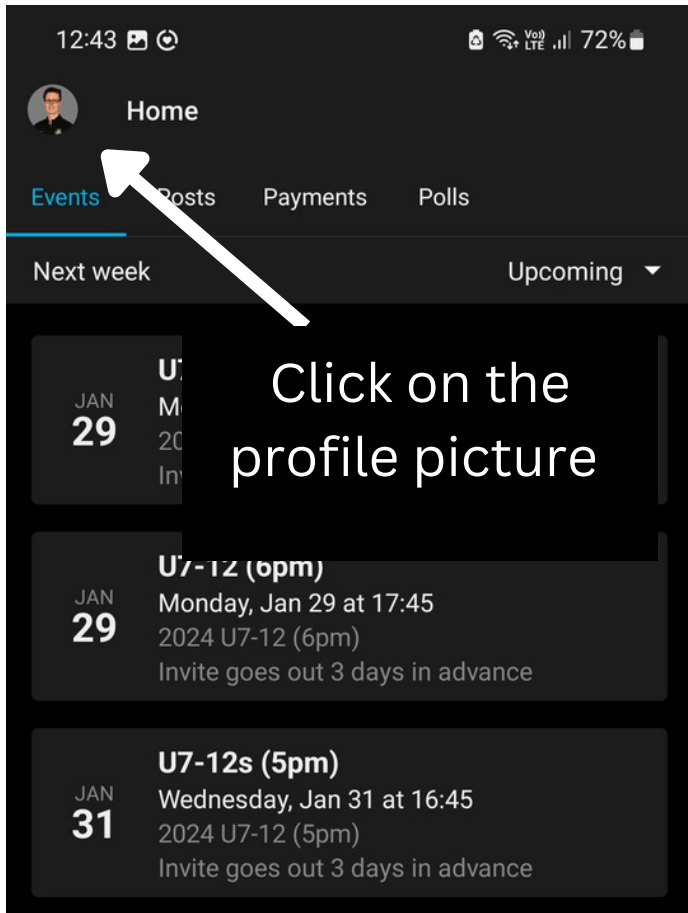 12:43 72%
Vo))
LTE
Home
Events Posts Payments Polls
Next week Upcoming
Click on the
profile picture
JAN
29
U7-12 (6pm)
Monday, Jan 29 at 17:45
2024 U7-12 (6pm)
Invite goes out 3 days in advance
JAN
29
U7-12s (5pm)
Wednesday, Jan 31 at 16:45
2024 U7-12 (5pm)
Invite goes out 3 days in advance
JAN
31